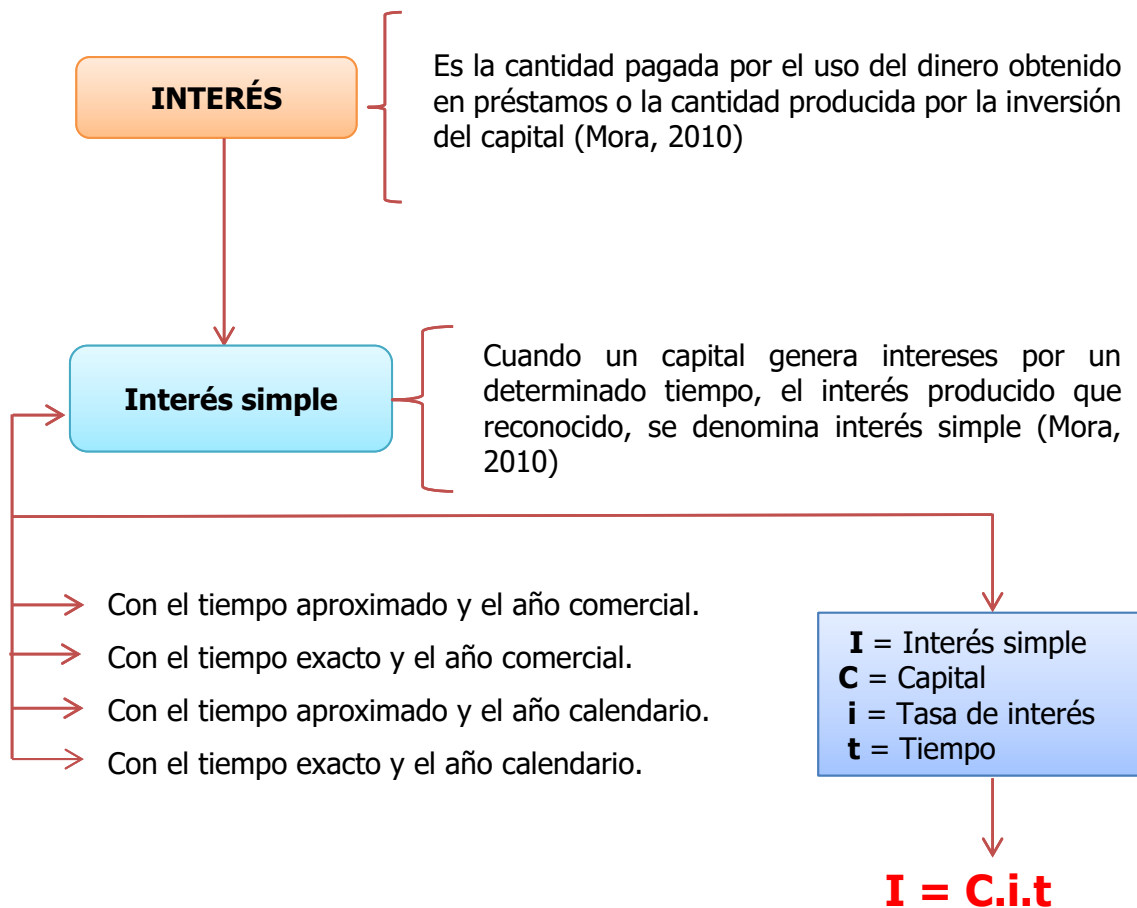 INTERÉS
Es la cantidad pagada por el uso del dinero obtenido
en préstamos o la cantidad producida por la inversión
del capital (Mora, 2010)
Interés simple
Cuando un capital genera intereses por un
determinado tiempo, el interés producido que
reconocido, se denomina interés simple (Mora,
2010)
Con el tiempo aproximado y el año comercial.
Con el tiempo exacto y el año comercial.
Con el tiempo aproximado y el año calendario.
Con el tiempo exacto y el año calendario.
I = Interés simple
C = Capital
i = Tasa de interés
t = Tiempo
I = C.i.t